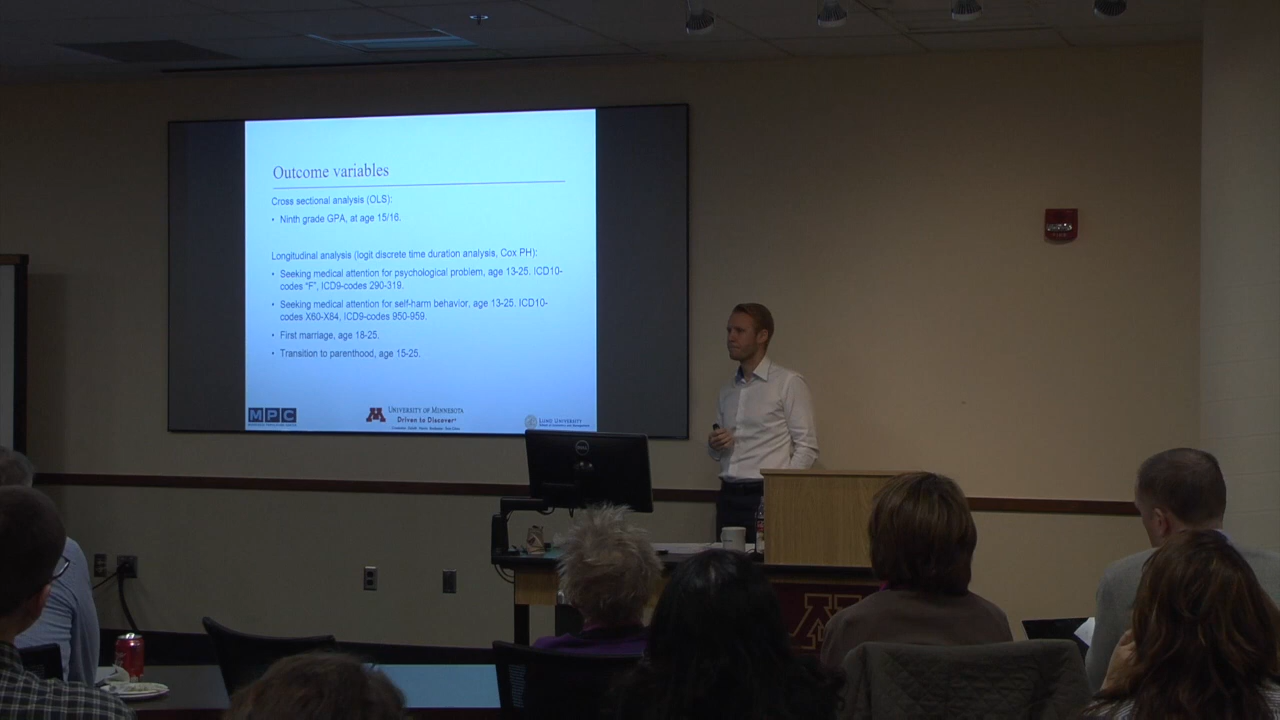 Outcome variables
Cross sectional analysis (OLS):
• Ninth grade GPA, at age 15/16.
Longitudinal analysis (logit discrete time duration analysis, Cox PH):
• Seeking medical attention for psychological problem, age 13-25. ICD10-
codes “F”, ICD9-codes 290-319.
• Seeking medical attention for self-harm behavior, age 13-25. ICD10-
codes X60-X84, ICD9-codes 950-959.
• First marriage, age 18-25.
• Transition to parenthood, age 15-25.
MPC
M
UNIVERSITY OF MINNESOTA
Driven to Discover
LUND UNIVERSITY
DELL
M